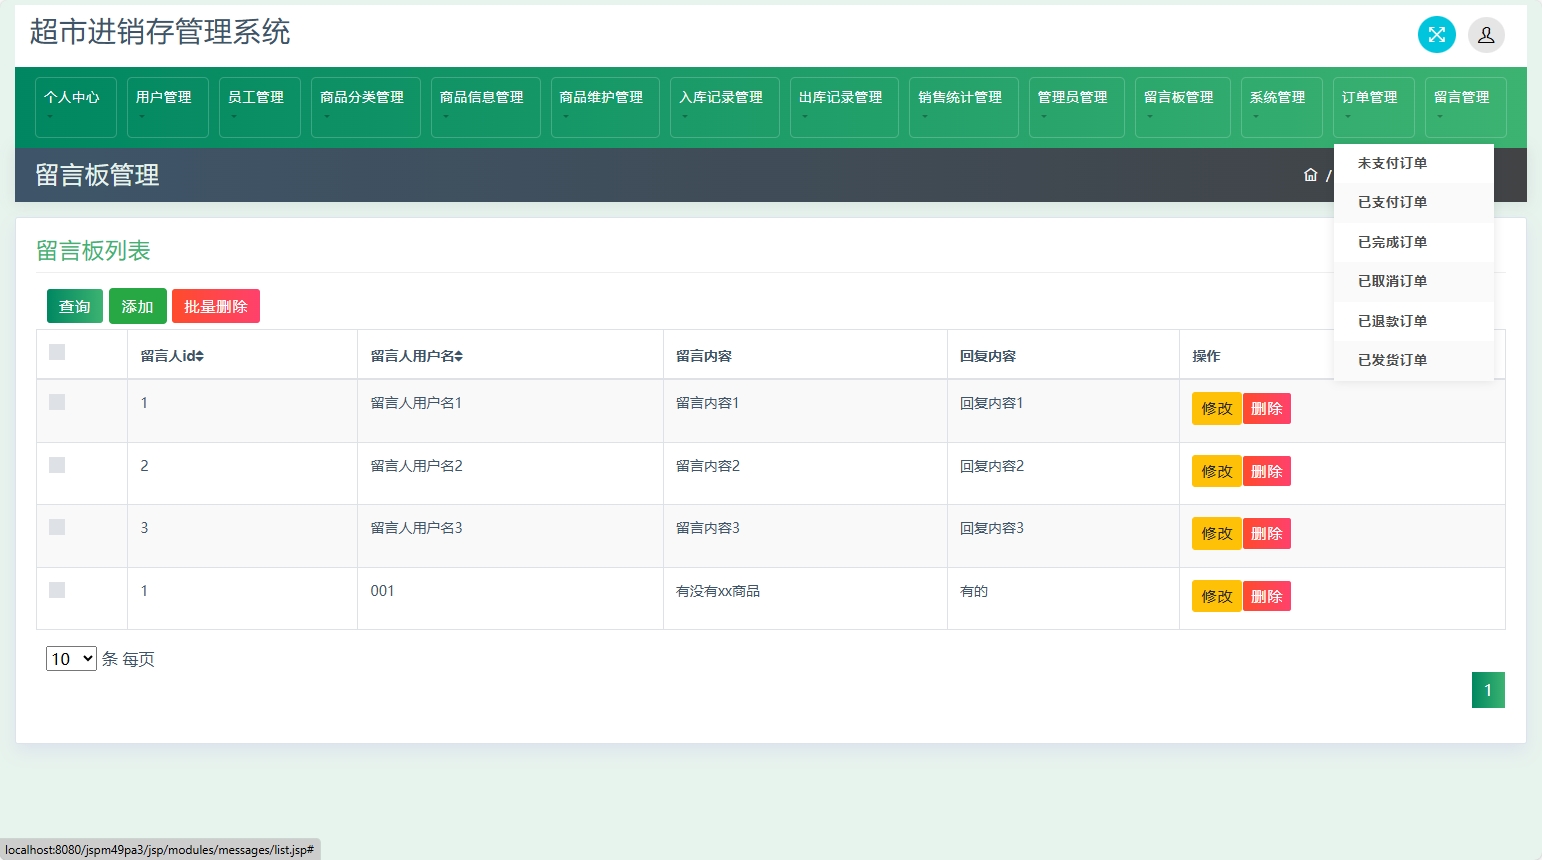 超市进销存管理系统
个人中心 用户管理 员工管理 商品分类管理 商品信息管理 商品维护管理 入库记录管理 出库记录管理 销售统计管理 管理员管理 留言板管理 系统管理 订单管理 留言管理
留言板管理 /
未支付订单
已支付订单
已完成订单
已取消订单
已退款订单
已发货订单
留言板列表
查询 添加 批量删除
留言人id 留言人用户名 留言内容 回复内容 操作
1 留言人用户名1 留言内容1 回复内容1 修改 删除
2 留言人用户名2 留言内容2 回复内容2 修改 删除
3 留言人用户名3 留言内容3 回复内容3 修改 删除
1 001 有没有xx商品 有的 修改 删除
10 条 每页
1
localhost:8080/jspm49pa3/jsp/modules/messages/list.jsp#